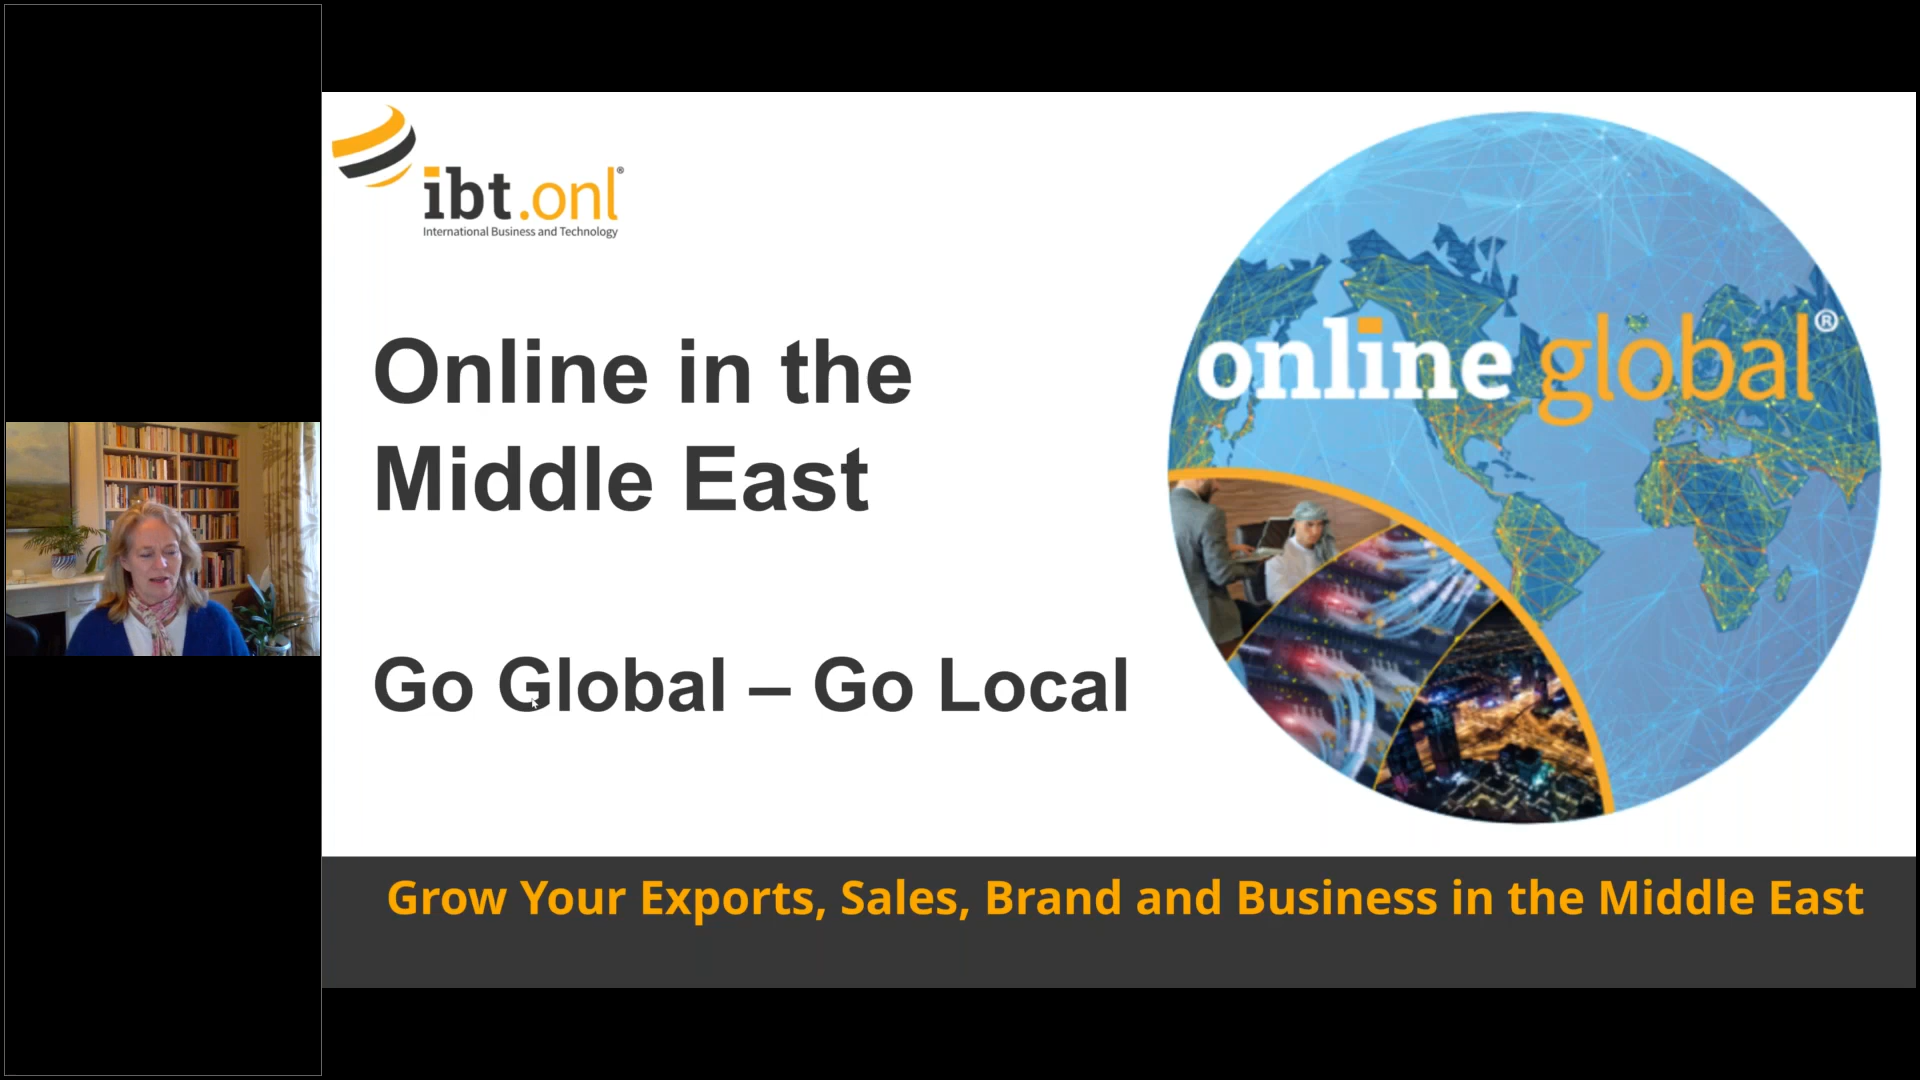 ibt.onl®
International Business and Technology
Online in the
Middle East
Go Global – Go Local
online global®
Grow Your Exports, Sales, Brand and Business in the Middle East